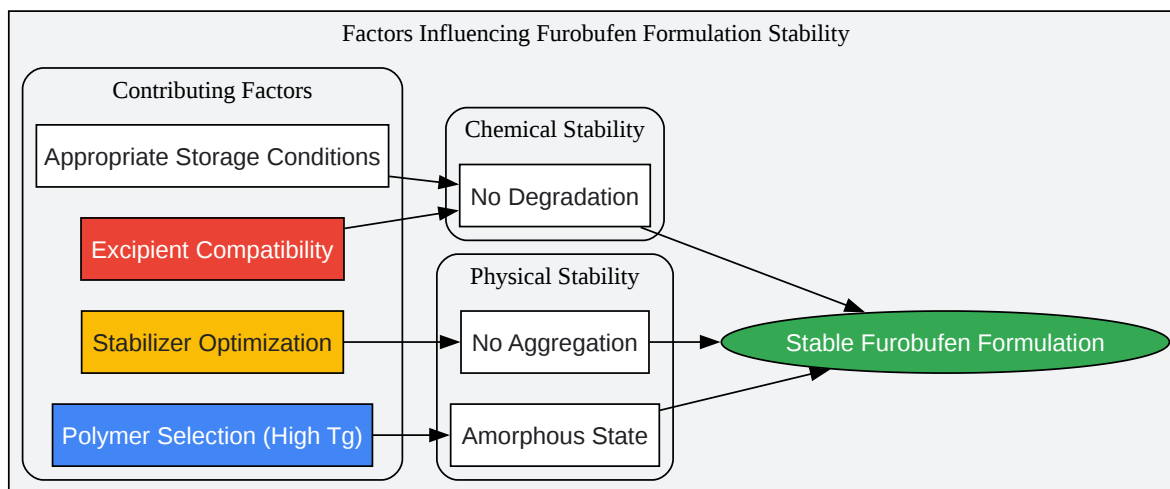 Factors Influencing Furobufen Formulation Stability
Contributing Factors
Appropriate Storage Conditions
Excipient Compatibility
Stabilizer Optimization
Polymer Selection (High Tg)
Chemical Stability
No Degradation
Physical Stability
No Aggregation
Amorphous State
Stable Furobufen Formulation